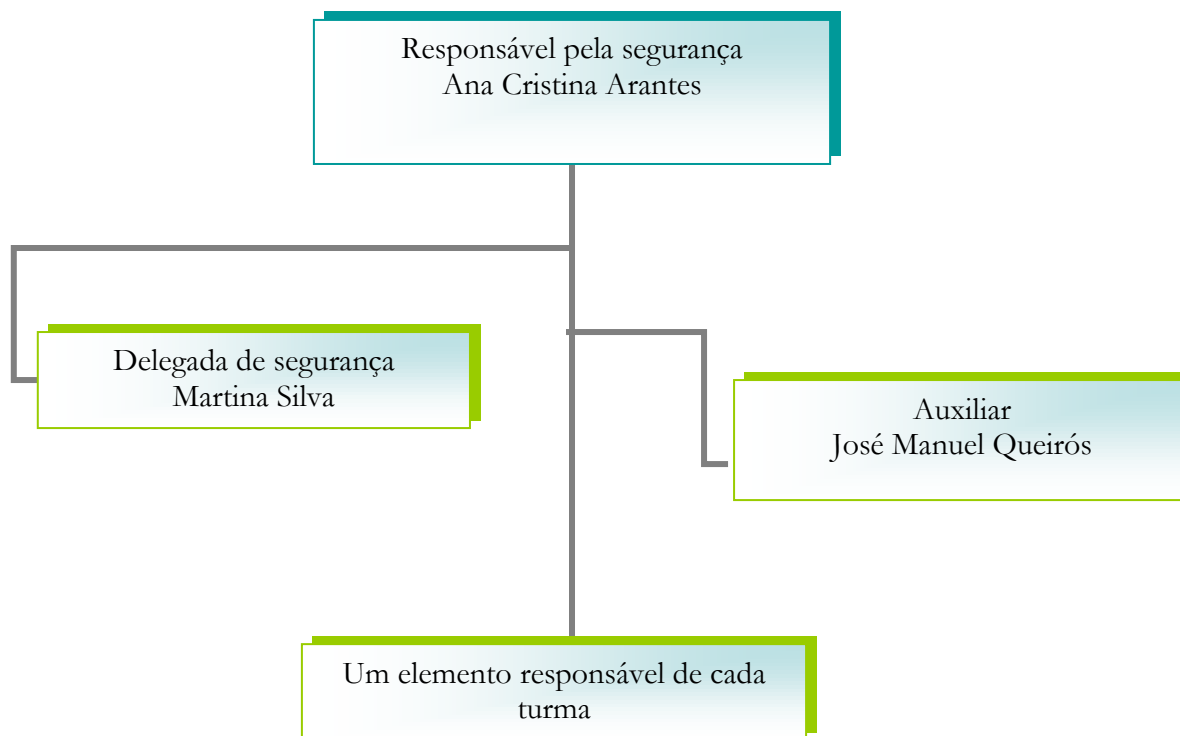 Responsável pela segurança
Ana Cristina Arantes
Delegada de segurança
Martina Silva
Auxiliar
José Manuel Queirós
Um elemento responsável de cada
turma